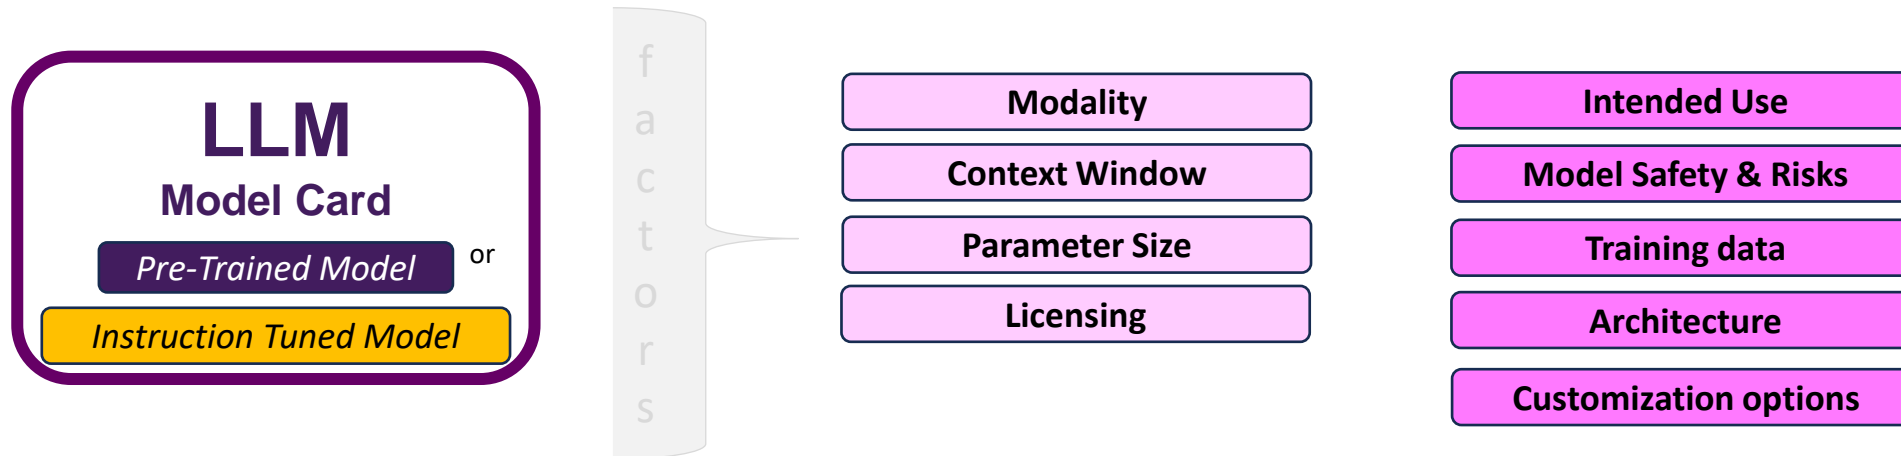 LLM
Model Card
Pre-Trained Model
or
Instruction Tuned Model
factors
Modality
Context Window
Parameter Size
Licensing
Intended Use
Model Safety & Risks
Training data
Architecture
Customization options